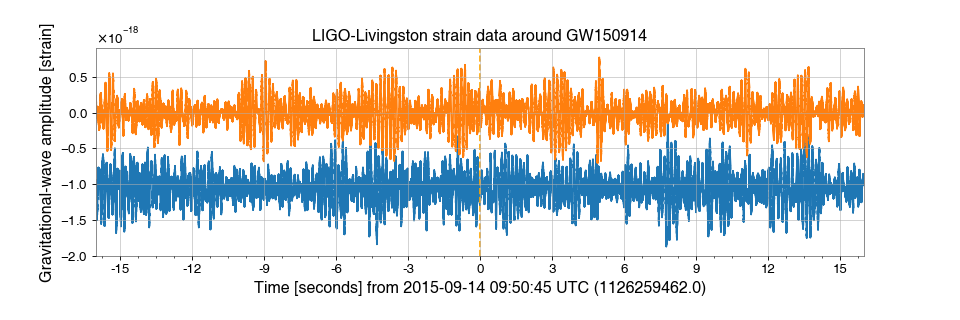 LIGO-Livingston strain data around GW150914
×10⁻¹⁸
Gravitational-wave amplitude [strain]
0.5
0.0
−0.5
−1.0
−1.5
−2.0
-15 -12 -9 -6 -3 0 3 6 9 12 15
Time [seconds] from 2015-09-14 09:50:45 UTC (1126259462.0)